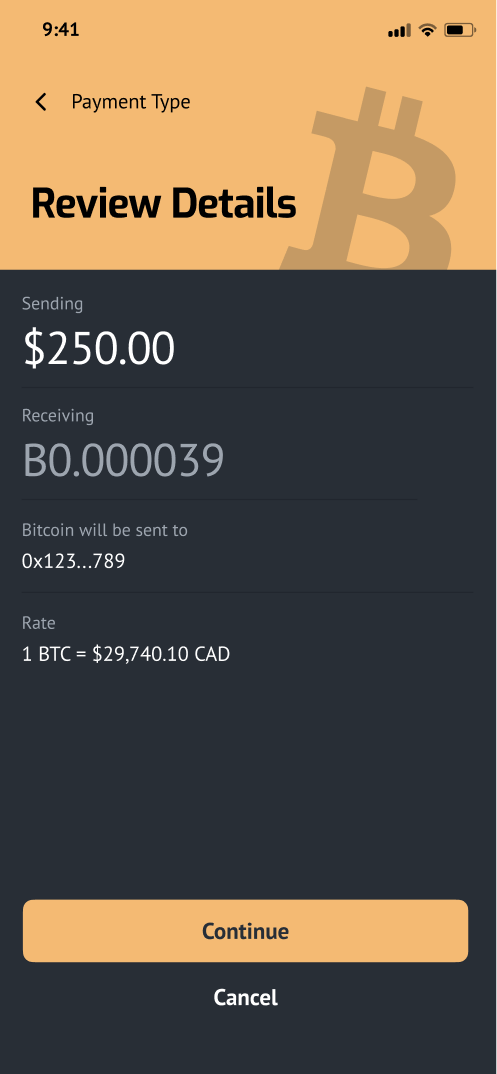 9:41
Payment Type
Review Details
Sending
$250.00
Receiving
B0.000039
Bitcoin will be sent to
0x123...789
Rate
1 BTC = $29,740.10 CAD
Continue
Cancel